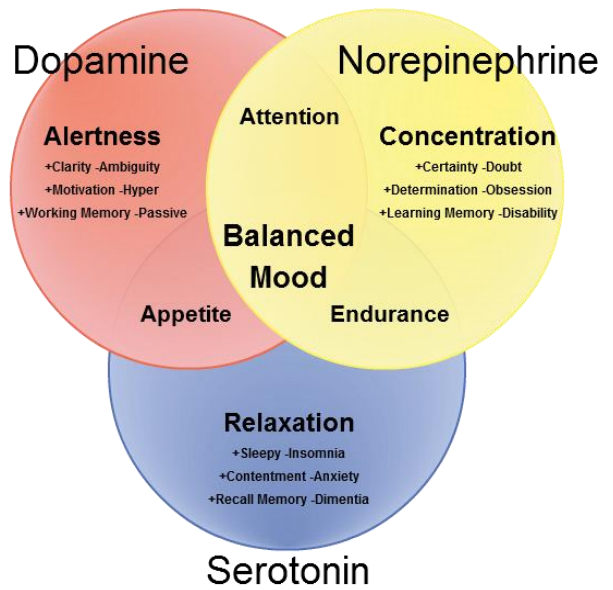 Dopamine
Norepinephrine
Attention
Alertness
+Clarity -Ambiguity
+Motivation -Hyper
+Working Memory -Passive
Concentration
+Certainty -Doubt
+Determination -Obsession
+Learning Memory -Disability
Balanced
Mood
Appetite
Endurance
Relaxation
+Sleepy -Insomnia
+Contentment -Anxiety
+Recall Memory -Dimentia
Serotonin